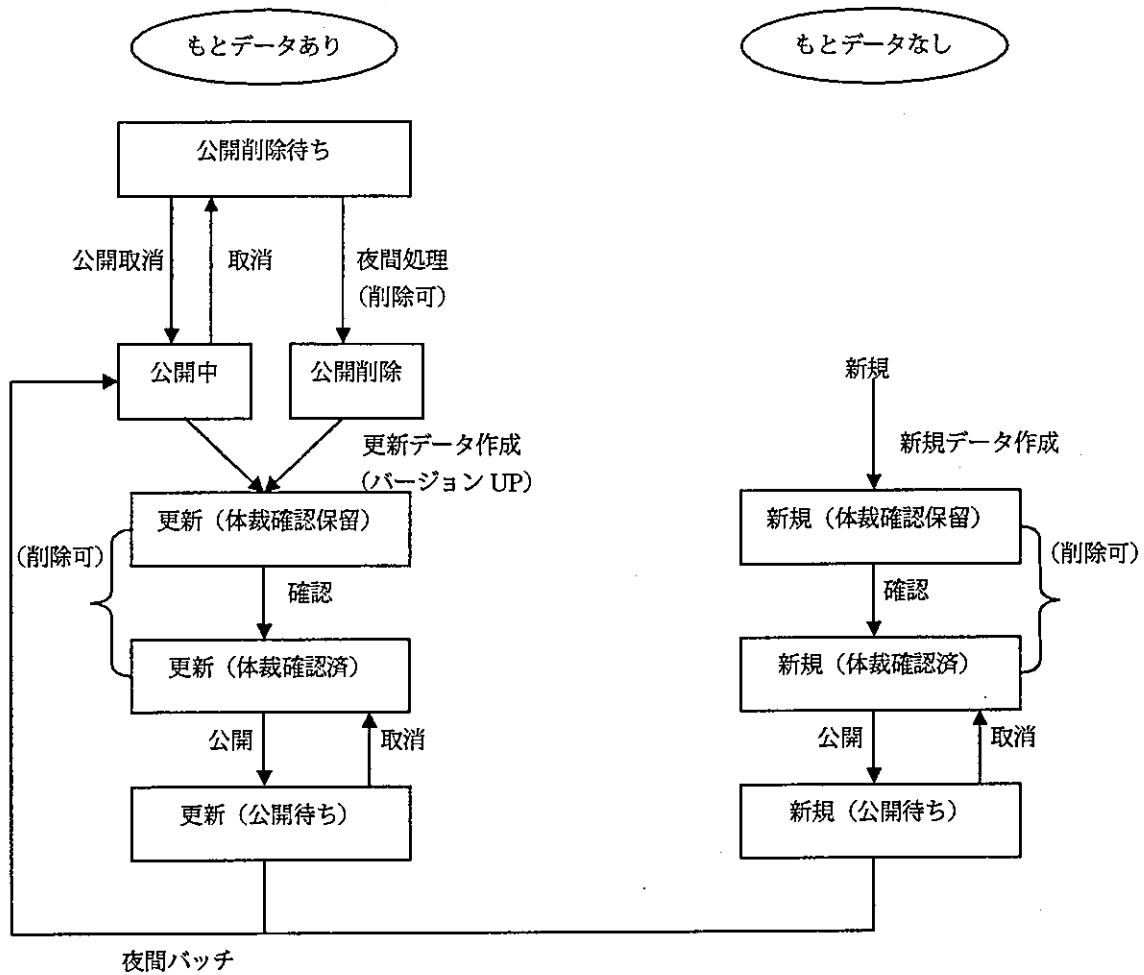 もとデータあり
もとデータなし
公開削除待ち
公開取消
取消
夜間処理
(削除可)
公開中
公開削除
新規
更新データ作成
(バージョン UP)
新規データ作成
更新（体裁確認保留）
新規（体裁確認保留）
(削除可)
(削除可)
確認
確認
更新（体裁確認済）
新規（体裁確認済）
公開
取消
公開
取消
更新（公開待ち）
新規（公開待ち）
夜間バッチ